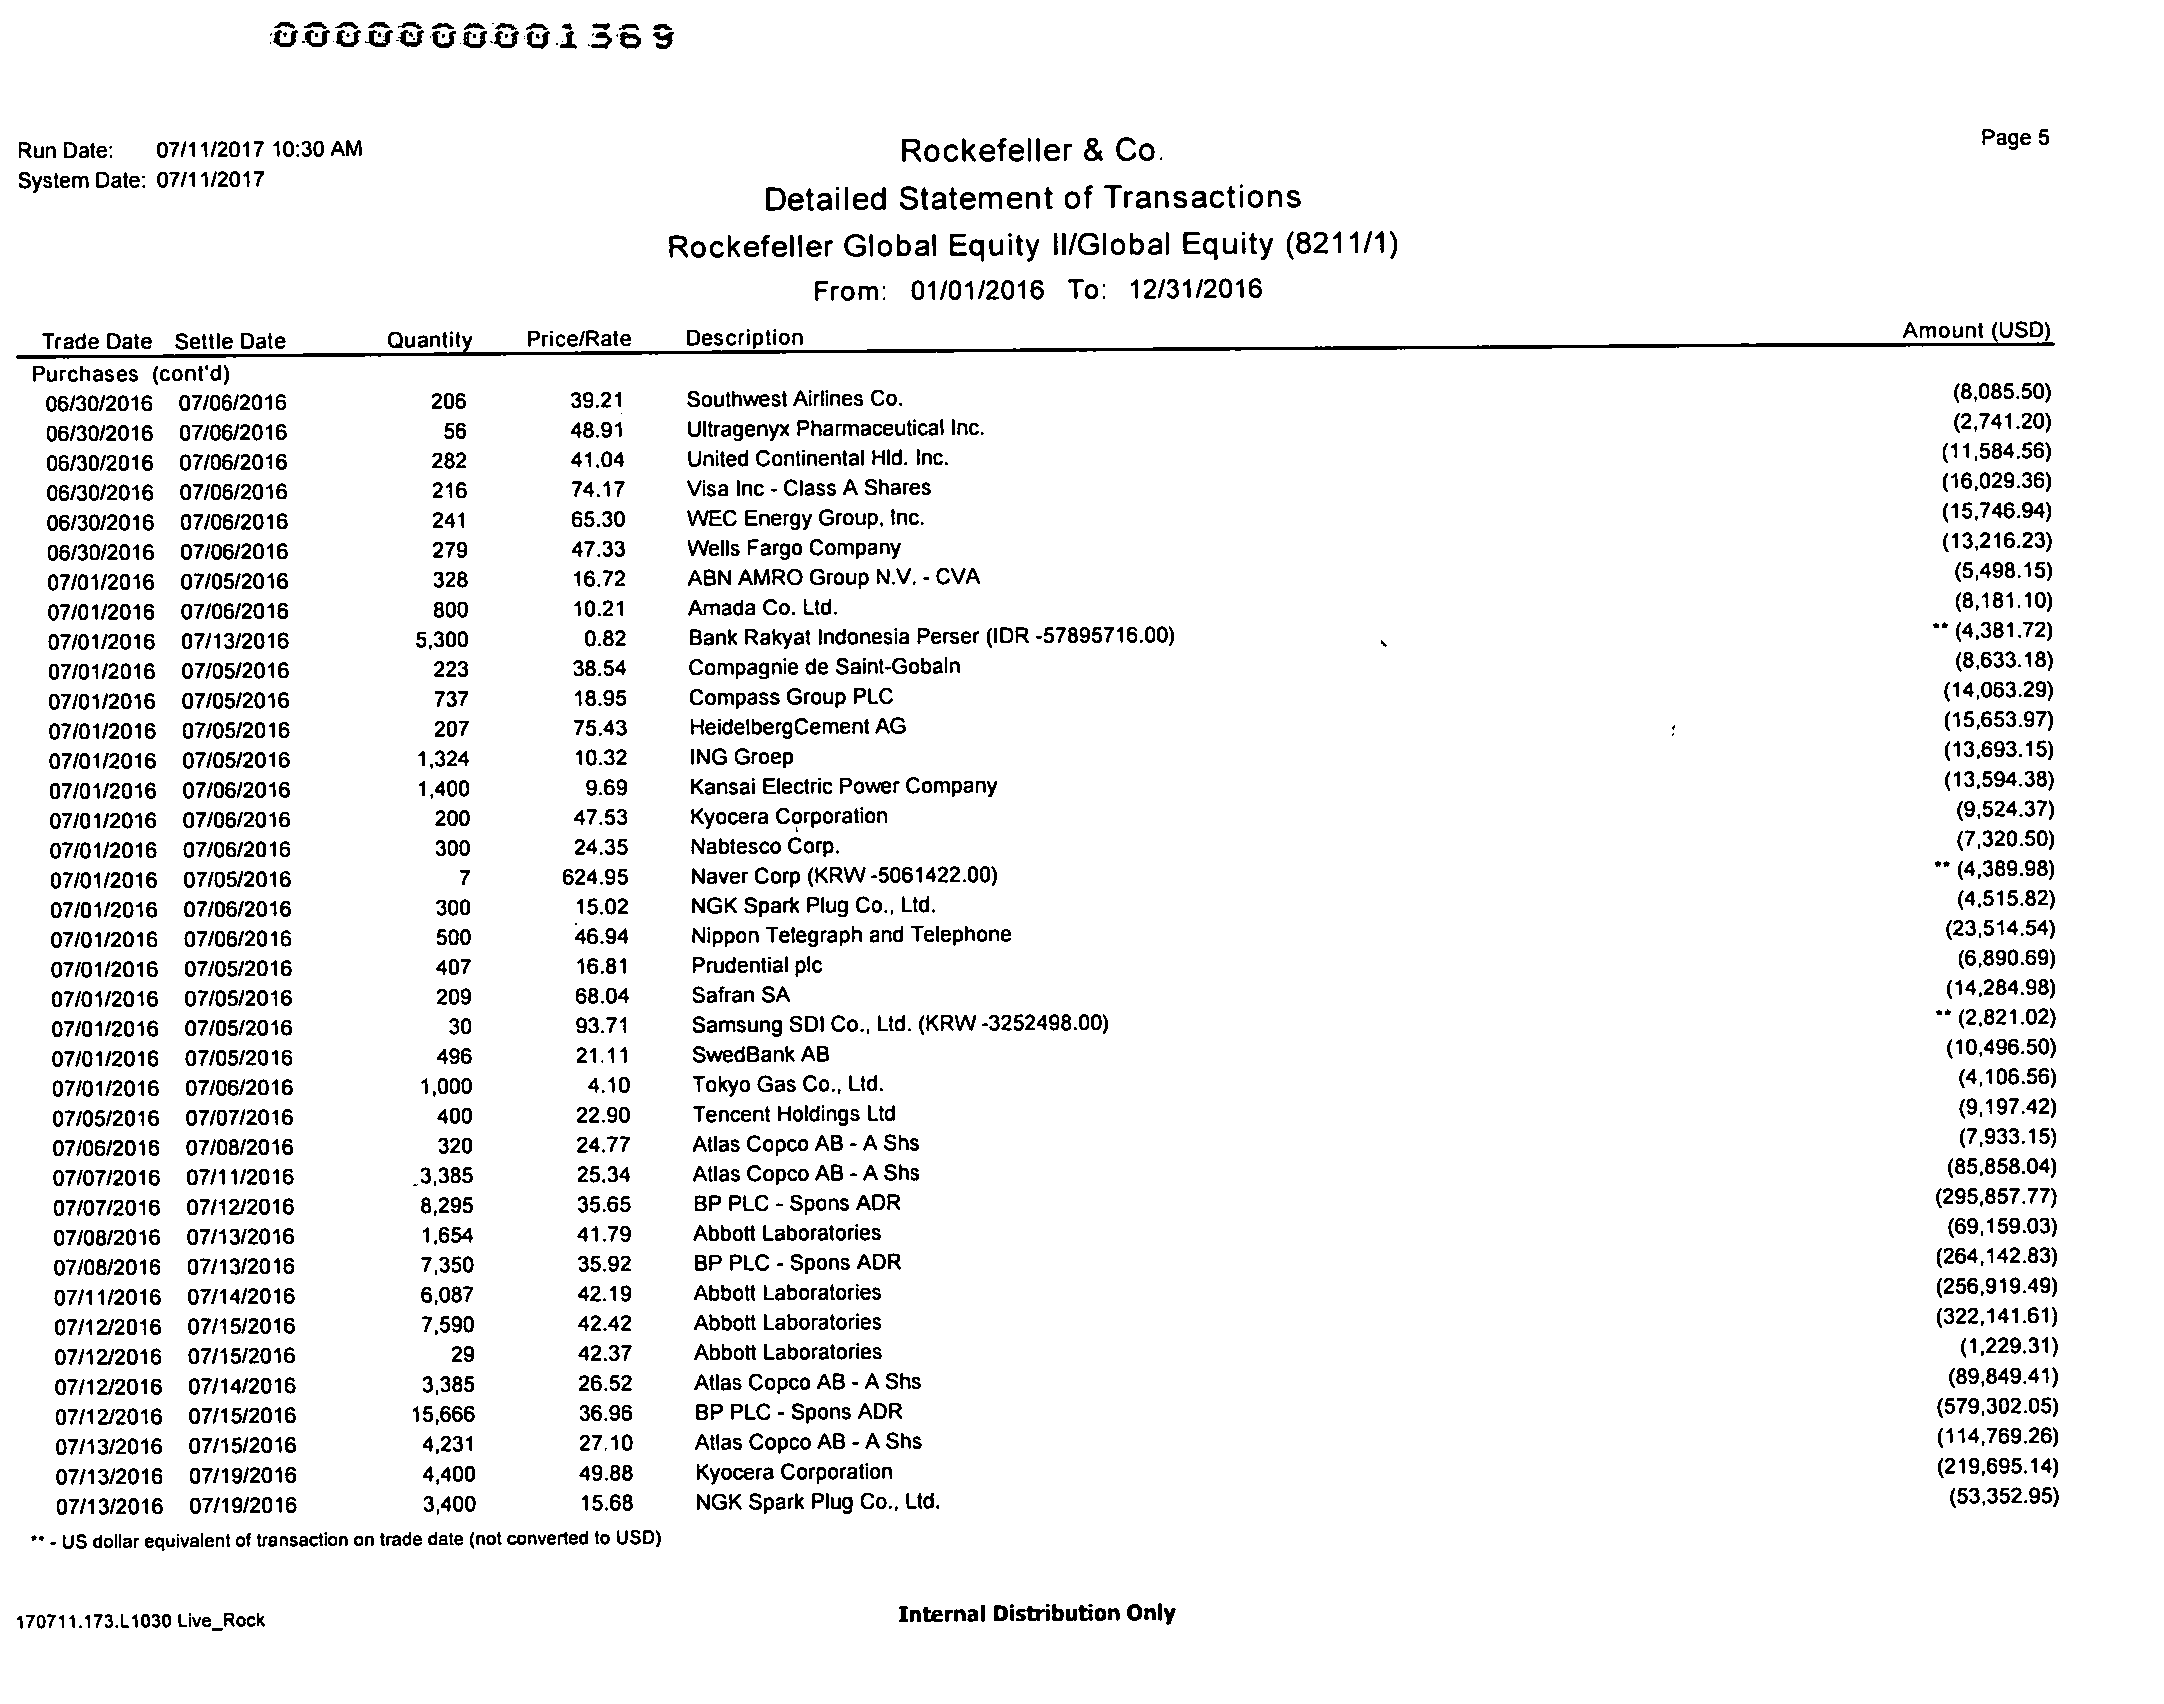 0000000001369
Run Date: 07/11/2017 10:30 AM
Rockefeller & Co.
Page 5
System Date: 07/11/2017
Detailed Statement of Transactions
Rockefeller Global Equity II/Global Equity (8211/1)
From: 01/01/2016 To: 12/31/2016
Trade Date Settle Date Quantity Price/Rate Description Amount (USD)
Purchases (cont'd)
06/30/2016 07/06/2016 206 39.21 Southwest Airlines Co. (8,085.50)
06/30/2016 07/06/2016 56 48.91 Ultragenyx Pharmaceutical Inc. (2,741.20)
06/30/2016 07/06/2016 282 41.04 United Continental Hld. Inc. (11,584.56)
06/30/2016 07/06/2016 216 74.17 Visa Inc - Class A Shares (16,029.36)
06/30/2016 07/06/2016 241 65.30 WEC Energy Group, Inc. (15,746.94)
06/30/2016 07/06/2016 279 47.33 Wells Fargo Company (13,216.23)
07/01/2016 07/05/2016 328 16.72 ABN AMRO Group N.V. - CVA (5,498.15)
07/01/2016 07/06/2016 800 10.21 Amada Co. Ltd. (8,181.10)
07/01/2016 07/13/2016 5,300 0.82 Bank Rakyat Indonesia Perser (IDR -57895716.00) ** (4,381.72)
07/01/2016 07/05/2016 223 38.54 Compagnie de Saint-Gobain (8,633.18)
07/01/2016 07/05/2016 737 18.95 Compass Group PLC (14,063.29)
07/01/2016 07/05/2016 207 75.43 HeidelbergCement AG (15,653.97)
07/01/2016 07/05/2016 1,324 10.32 ING Groep (13,693.15)
07/01/2016 07/06/2016 1,400 9.69 Kansai Electric Power Company (13,594.38)
07/01/2016 07/06/2016 200 47.53 Kyocera Corporation (9,524.37)
07/01/2016 07/06/2016 300 24.35 Nabtesco Corp. (7,320.50)
07/01/2016 07/05/2016 7 624.95 Naver Corp (KRW -5061422.00) ** (4,389.98)
07/01/2016 07/06/2016 300 15.02 NGK Spark Plug Co., Ltd. (4,515.82)
07/01/2016 07/06/2016 500 46.94 Nippon Telegraph and Telephone (23,514.54)
07/01/2016 07/05/2016 407 16.81 Prudential plc (6,890.69)
07/01/2016 07/05/2016 209 68.04 Safran SA (14,284.98)
07/01/2016 07/05/2016 30 93.71 Samsung SDI Co., Ltd. (KRW -3252498.00) ** (2,821.02)
07/01/2016 07/05/2016 496 21.11 SwedBank AB (10,496.50)
07/01/2016 07/06/2016 1,000 4.10 Tokyo Gas Co., Ltd. (4,106.56)
07/05/2016 07/07/2016 400 22.90 Tencent Holdings Ltd (9,197.42)
07/06/2016 07/08/2016 320 24.77 Atlas Copco AB - A Shs (7,933.15)
07/07/2016 07/11/2016 3,385 25.34 Atlas Copco AB - A Shs (85,858.04)
07/07/2016 07/12/2016 8,295 35.65 BP PLC - Spons ADR (295,857.77)
07/08/2016 07/13/2016 1,654 41.79 Abbott Laboratories (69,159.03)
07/08/2016 07/13/2016 7,350 35.92 BP PLC - Spons ADR (264,142.83)
07/11/2016 07/14/2016 6,087 42.19 Abbott Laboratories (256,919.49)
07/12/2016 07/15/2016 7,590 42.42 Abbott Laboratories (322,141.61)
07/12/2016 07/15/2016 29 42.37 Abbott Laboratories (1,229.31)
07/12/2016 07/14/2016 3,385 26.52 Atlas Copco AB - A Shs (89,849.41)
07/12/2016 07/15/2016 15,666 36.96 BP PLC - Spons ADR (579,302.05)
07/13/2016 07/15/2016 4,231 27.10 Atlas Copco AB - A Shs (114,769.26)
07/13/2016 07/19/2016 4,400 49.88 Kyocera Corporation (219,695.14)
07/13/2016 07/19/2016 3,400 15.68 NGK Spark Plug Co., Ltd. (53,352.95)
** - US dollar equivalent of transaction on trade date (not converted to USD)
170711.173.L1030 Live_Rock
Internal Distribution Only